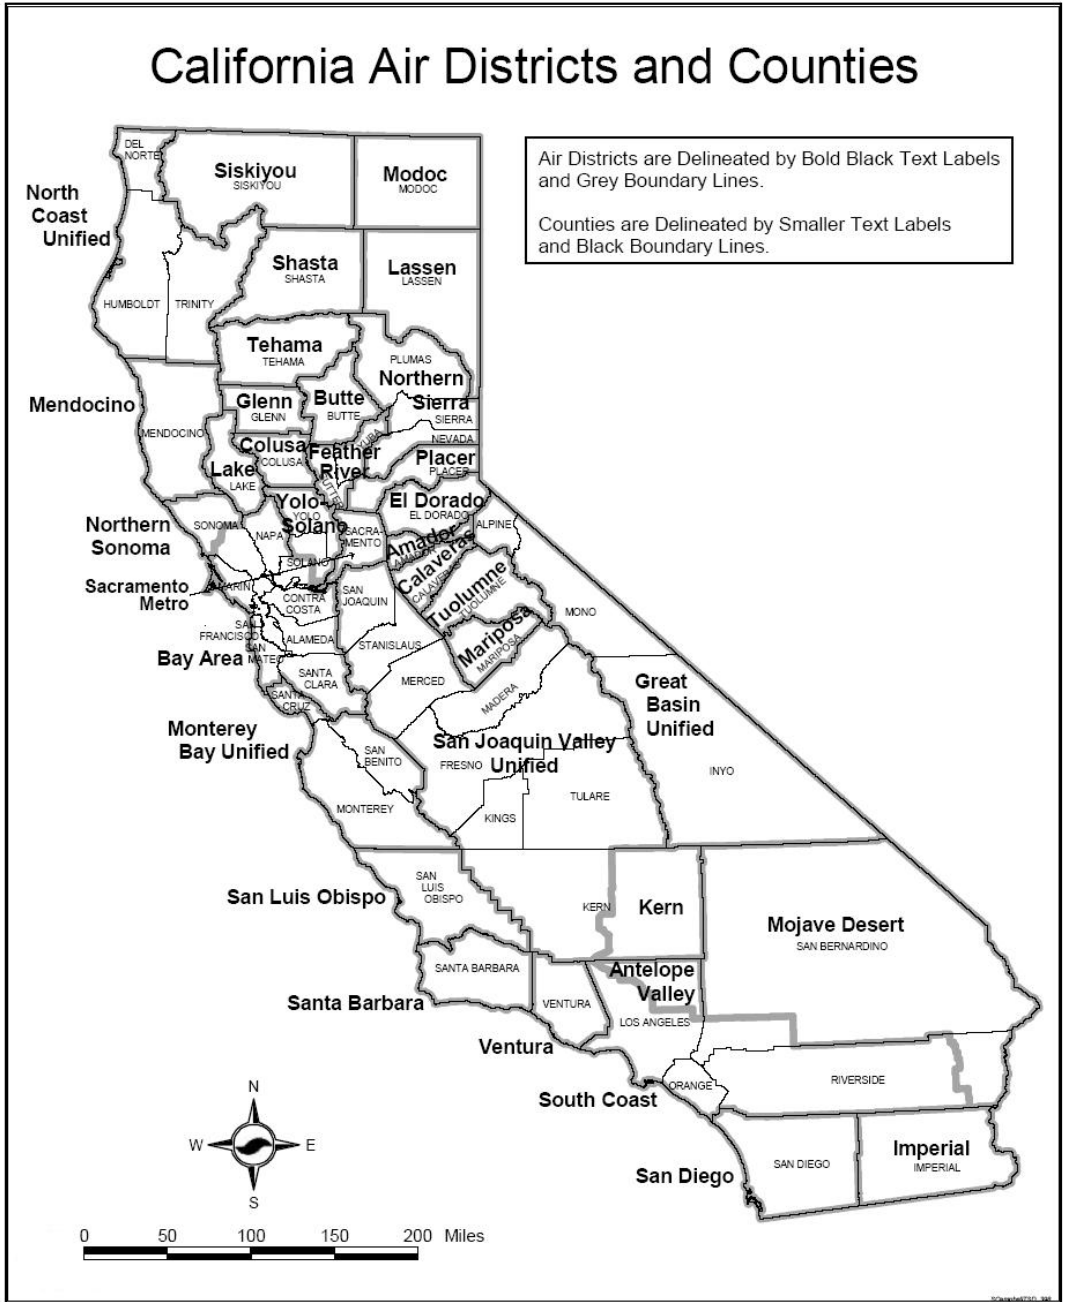 California Air Districts and Counties
Air Districts are Delineated by Bold Black Text Labels
and Grey Boundary Lines.
Counties are Delineated by Smaller Text Labels
and Black Boundary Lines.
DEL
NORTE
Siskiyou
SISKIYOU
Modoc
MODOC
North
Coast
Unified
Shasta
SHASTA
Lassen
LASSEN
HUMBOLDT
TRINITY
Tehama
TEHAMA
PLUMAS
Northern
Sierra
SIERRA
Mendocino
MENDOCINO
Glenn
GLENN
Butte
BUTTE
YUBA
NEVADA
Colusa
COLUSA
Feather
River
SUTTER
Placer
PLACER
Lake
LAKE
Yolo-
YOLO
Solano
SOLANO
El Dorado
EL DORADO
Northern
Sonoma
SONOMA
NAPA
SACRA-
MENTO
Amador
AMADOR
ALPINE
Calaveras
CALAVERAS
Sacramento
Metro
MARIN
CONTRA
COSTA
SAN
JOAQUIN
Tuolumne
TUOLUMNE
MONO
SAN
FRANCISCO
ALAMEDA
STANISLAUS
Mariposa
MARIPOSA
Bay Area
SAN
MATEO
SANTA
CLARA
MERCED
MADERA
Great
Basin
Unified
SANTA
CRUZ
Monterey
Bay Unified
SAN
BENITO
San Joaquin Valley
Unified
FRESNO
INYO
MONTEREY
KINGS
TULARE
San Luis Obispo
SAN
LUIS
OBISPO
KERN
Kern
Mojave Desert
SAN BERNARDINO
Santa Barbara
SANTA BARBARA
VENTURA
Antelope
Valley
LOS ANGELES
Ventura
South Coast
ORANGE
RIVERSIDE
San Diego
SAN DIEGO
Imperial
IMPERIAL
N
W E
S
0 50 100 150 200 Miles